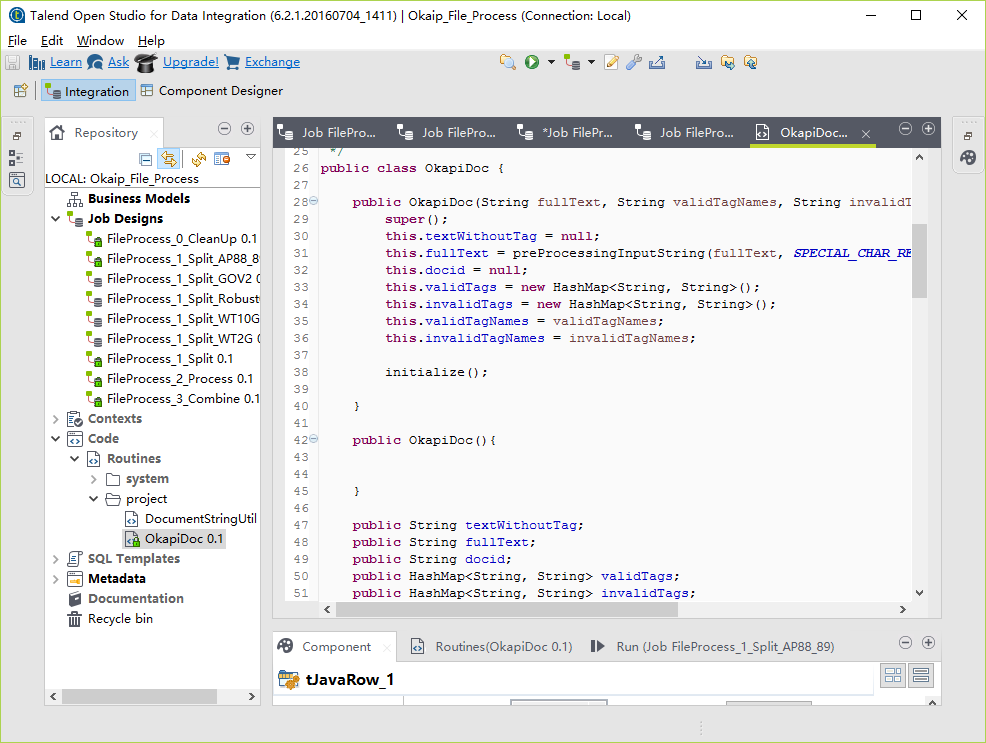 Talend Open Studio for Data Integration (6.2.1.20160704_1411) | Okaip_File_Process (Connection: Local)
File Edit Window Help
Learn Ask Upgrade! Exchange
Integration Component Designer
Repository
LOCAL: Okaip_File_Process
Business Models
Job Designs
FileProcess_0_CleanUp 0.1
FileProcess_1_Split_AP88_8
FileProcess_1_Split_GOV2 0
FileProcess_1_Split_Robust
FileProcess_1_Split_WT10G
FileProcess_1_Split_WT2G 0
FileProcess_1_Split 0.1
FileProcess_2_Process 0.1
FileProcess_3_Combine 0.1
Contexts
Code
Routines
system
project
DocumentStringUtil
OkapiDoc 0.1
SQL Templates
Metadata
Documentation
Recycle bin
Job FilePro... Job FilePro... *Job FilePr... Job FilePro... OkapiDoc...
25 */
26 public class OkapiDoc {
27
28 public OkapiDoc(String fullText, String validTagNames, String invalidT
29 super();
30 this.textWithoutTag = null;
31 this.fullText = preProcessingInputString(fullText, SPECIAL_CHAR_RE
32 this.docid = null;
33 this.validTags = new HashMap<String, String>();
34 this.invalidTags = new HashMap<String, String>();
35 this.validTagNames = validTagNames;
36 this.invalidTagNames = invalidTagNames;
37
38 initialize();
39
40 }
41
42 public OkapiDoc(){
43
44
45 }
46
47 public String textWithoutTag;
48 public String fullText;
49 public String docid;
50 public HashMap<String, String> validTags;
51 public HashMap<String, String> invalidTags;
Component Routines(OkapiDoc 0.1) Run (Job FileProcess_1_Split_AP88_89)
tJavaRow_1